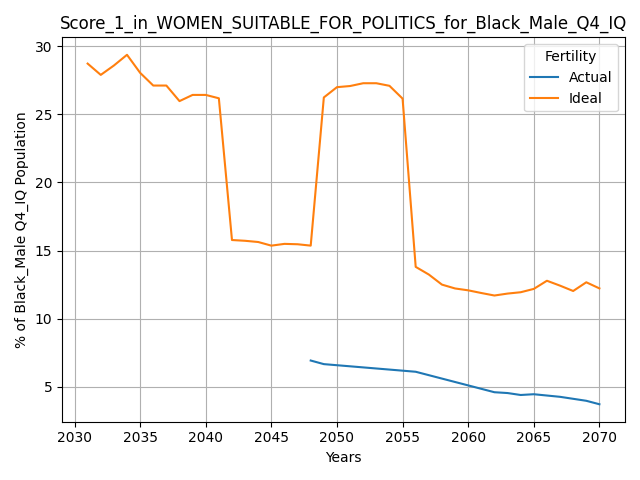 Score_1_in_WOMEN_SUITABLE_FOR_POLITICS_for_Black_Male_Q4_IQ
Fertility
Actual
Ideal
% of Black_Male Q4_IQ Population
30
25
20
15
10
5
2030 2035 2040 2045 2050 2055 2060 2065 2070
Years